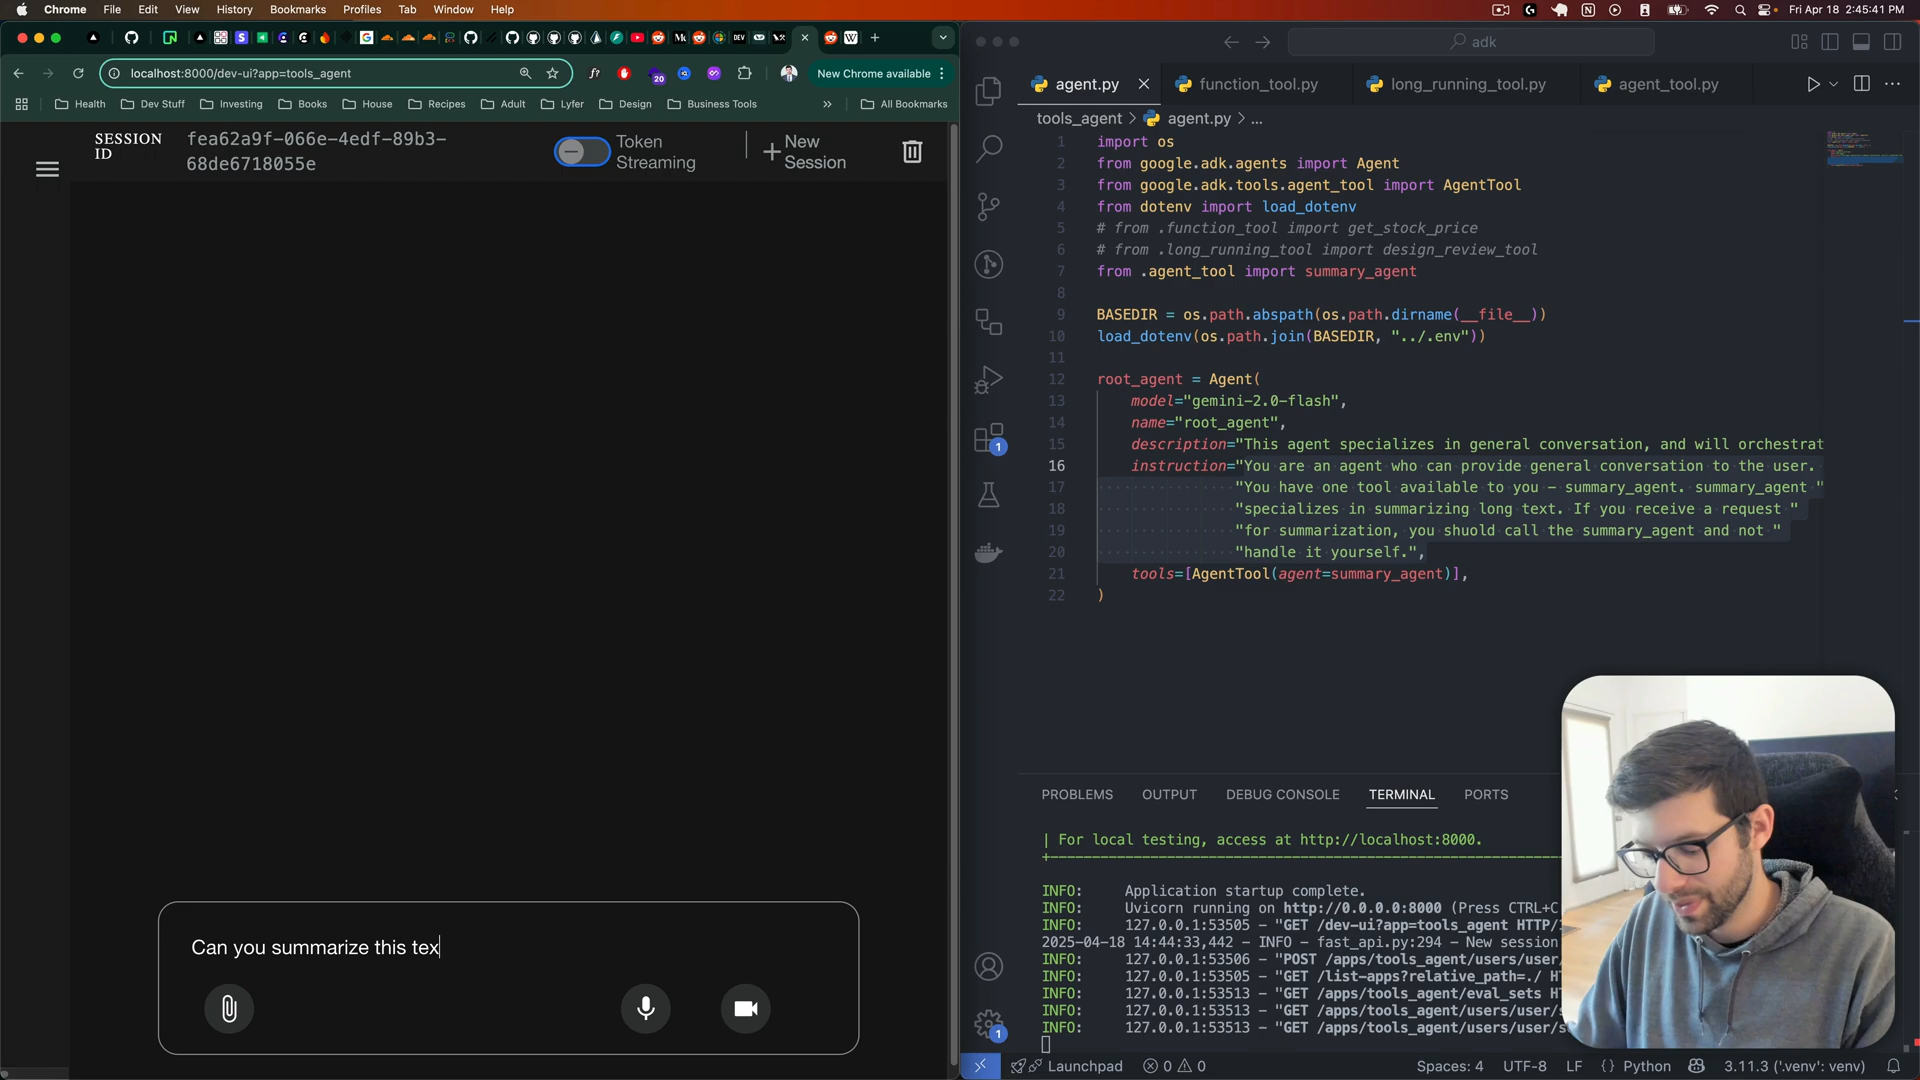 Chrome File Edit View History Bookmarks Profiles Tab Window Help
Fri Apr 18 2:45:41 PM
localhost:8000/dev-ui?app=tools_agent
20
New Chrome available
Health Dev Stuff Investing Books House Recipes Adult Lyfer Design Business Tools » All Bookmarks
SESSION ID
fea62a9f-066e-4edf-89b3-
68de6718055e
Token
Streaming
New
Session
Can you summarize this tex
adk
agent.py function_tool.py long_running_tool.py agent_tool.py
tools_agent > agent.py > ...
1 import os
2 from google.adk.agents import Agent
3 from google.adk.tools.agent_tool import AgentTool
4 from dotenv import load_dotenv
5 # from .function_tool import get_stock_price
6 # from .long_running_tool import design_review_tool
7 from .agent_tool import summary_agent
8
9 BASEDIR = os.path.abspath(os.path.dirname(__file__))
10 load_dotenv(os.path.join(BASEDIR, "../.env"))
11
12 root_agent = Agent(
13 model="gemini-2.0-flash",
14 name="root_agent",
15 description="This agent specializes in general conversation, and will orchestrat
16 instruction="You are an agent who can provide general conversation to the user.
17 "You have one tool available to you - summary_agent. summary_agent "
18 "specializes in summarizing long text. If you receive a request "
19 "for summarization, you shuold call the summary_agent and not "
20 "handle it yourself.",
21 tools=[AgentTool(agent=summary_agent)],
22 )
1
PROBLEMS OUTPUT DEBUG CONSOLE TERMINAL PORTS
| For local testing, access at http://localhost:8000.
INFO: Application startup complete.
INFO: Uvicorn running on http://0.0.0.0:8000 (Press CTRL+C
INFO: 127.0.0.1:53505 - "GET /dev-ui?app=tools_agent HTTP/
2025-04-18 14:44:33,442 - INFO - fast_api.py:294 - New session
INFO: 127.0.0.1:53506 - "POST /apps/tools_agent/users/user/
INFO: 127.0.0.1:53505 - "GET /list-apps?relative_path=./ H
INFO: 127.0.0.1:53513 - "GET /apps/tools_agent/eval_sets H
INFO: 127.0.0.1:53513 - "GET /apps/tools_agent/users/user/
INFO: 127.0.0.1:53513 - "GET /apps/tools_agent/users/user/
1
Launchpad 0 0 Spaces: 4 UTF-8 LF {} Python 3.11.3 ('.venv': venv)